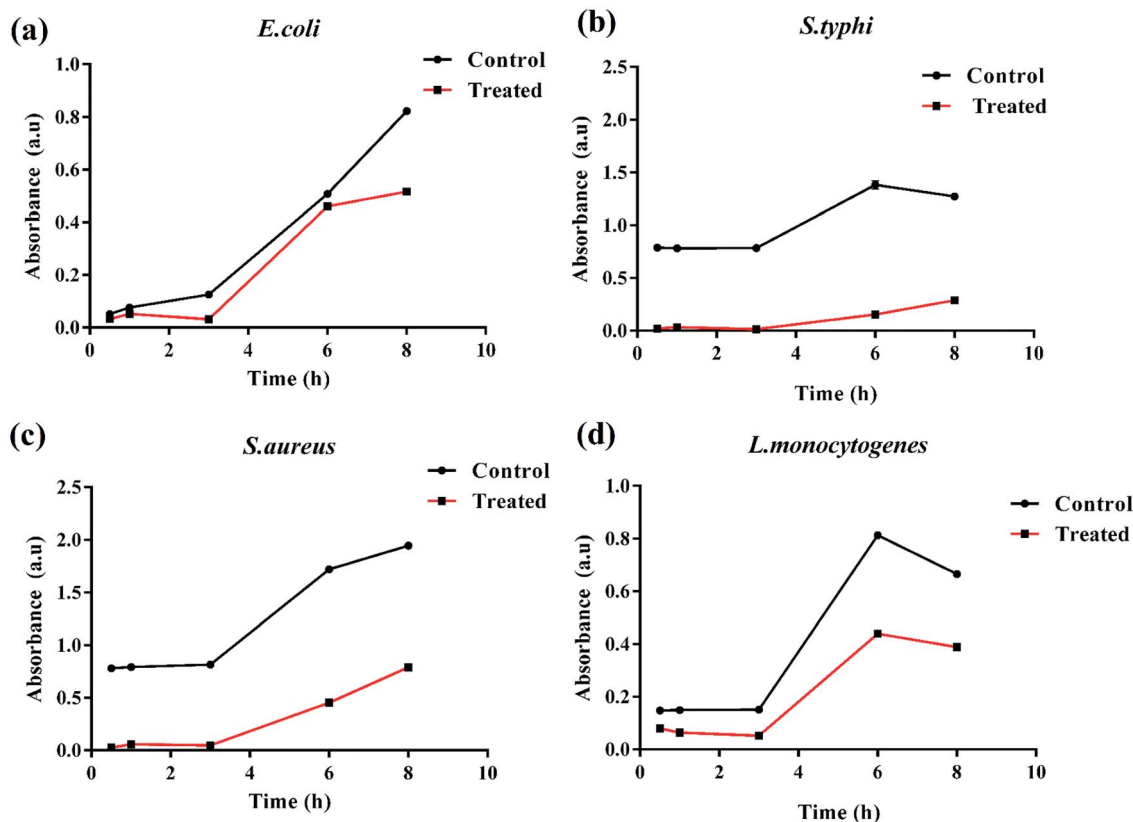 (a)
E.coli
Control
Treated
1.0
0.8
0.6
0.4
0.2
0.0
Absorbance (a.u)
0 2 4 6 8 10
Time (h)
(b)
S.typhi
Control
Treated
2.5
2.0
1.5
1.0
0.5
0.0
Absorbance (a.u)
0 2 4 6 8 10
Time (h)
(c)
S.aureus
Control
Treated
2.5
2.0
1.5
1.0
0.5
0.0
Absorbance (a.u)
0 2 4 6 8 10
Time (h)
(d)
L.monocytogenes
Control
Treated
1.0
0.8
0.6
0.4
0.2
0.0
Absorbance (a.u)
0 2 4 6 8 10
Time (h)